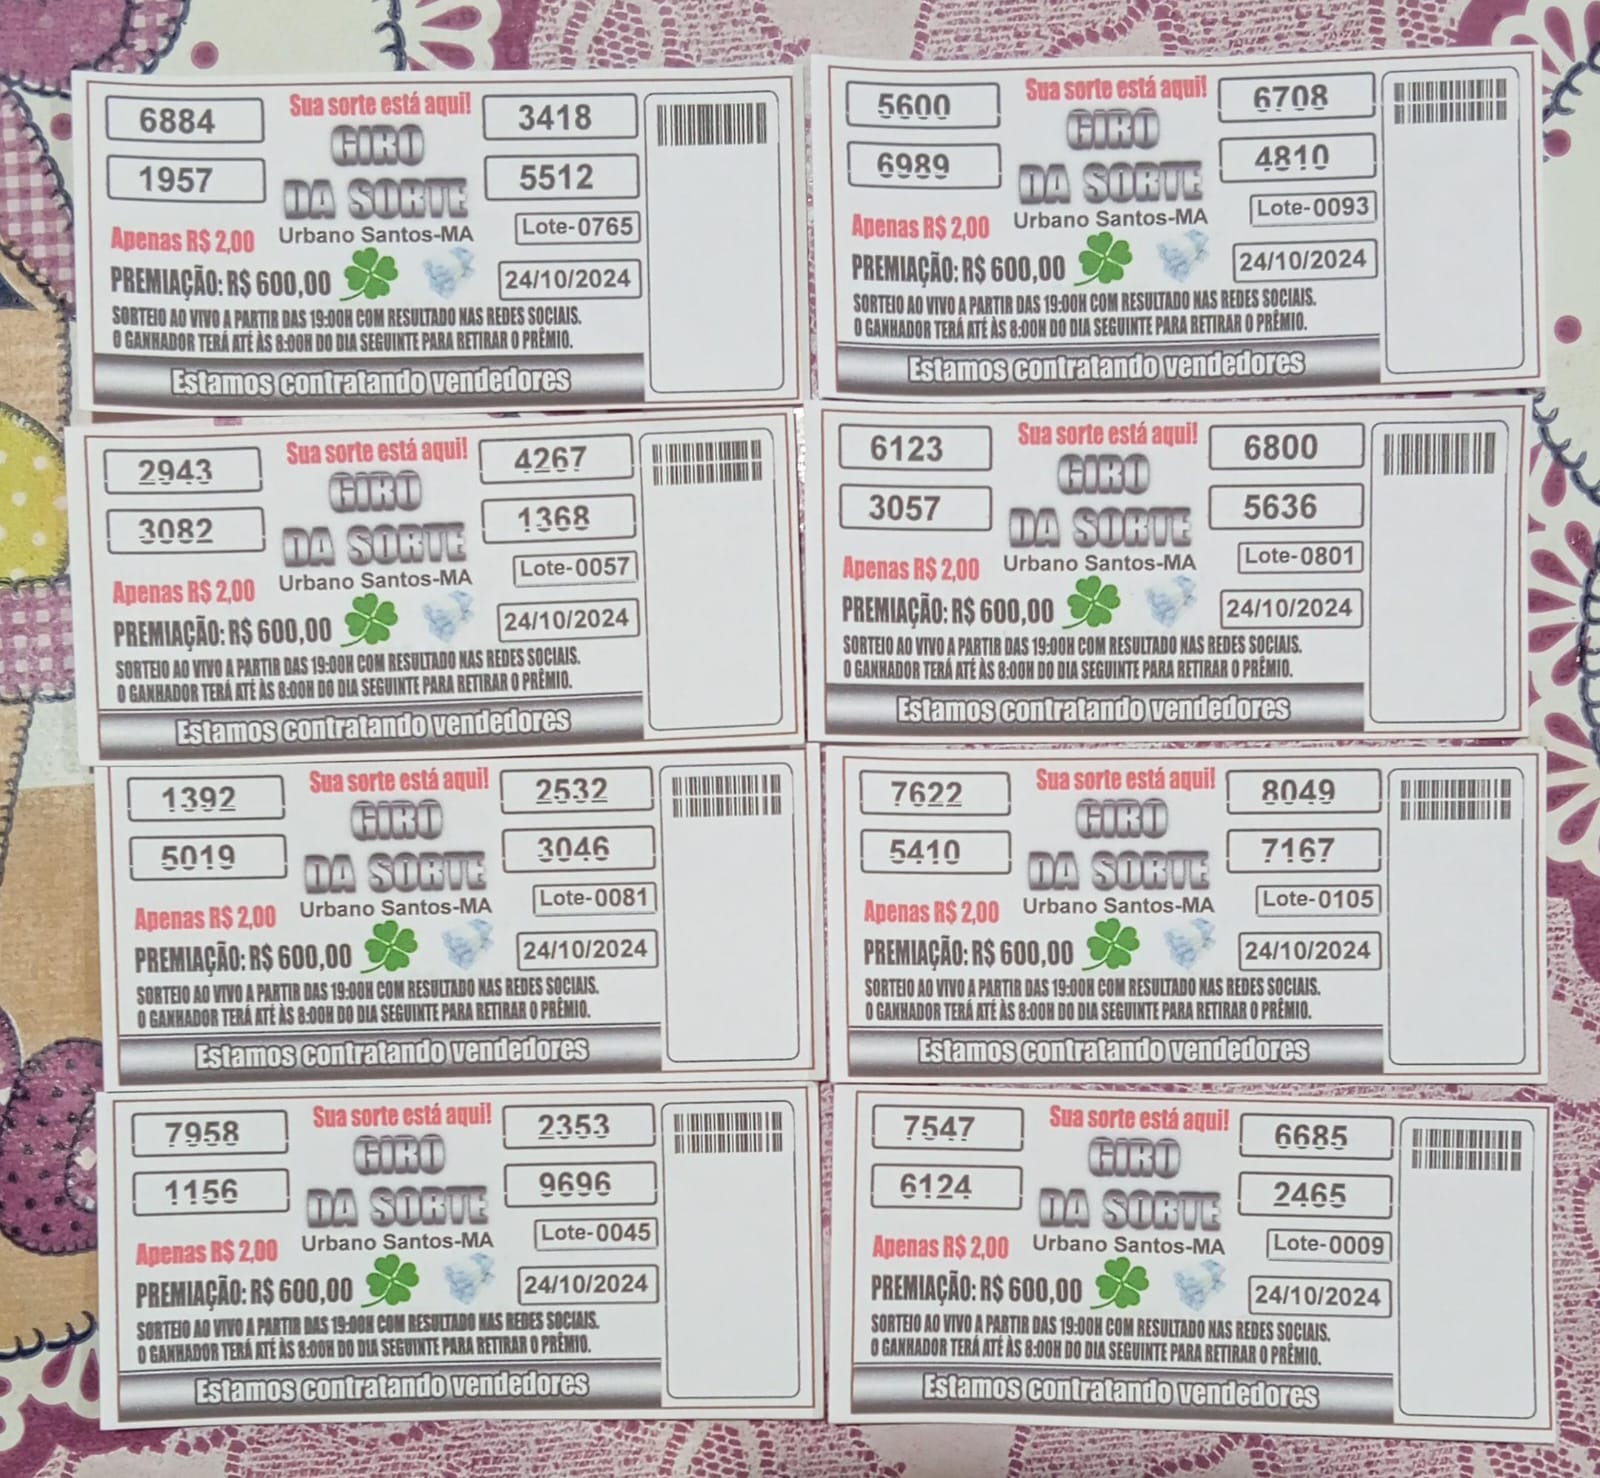 6884
Sua sorte está aqui!
3418
GIRO
1957
DA SORTE
5512
Apenas R$ 2,00
Urbano Santos-MA
Lote-0765
PREMIAÇÃO: R$ 600,00
24/10/2024
SORTEIO AO VIVO A PARTIR DAS 19:00H COM RESULTADO NAS REDES SOCIAIS.
O GANHADOR TERÁ ATÉ ÀS 8:00H DO DIA SEGUINTE PARA RETIRAR O PRÊMIO.
Estamos contratando vendedores
5600
Sua sorte está aqui!
6708
GIRO
6989
DA SORTE
4810
Apenas R$ 2,00
Urbano Santos-MA
Lote-0093
PREMIAÇÃO: R$ 600,00
24/10/2024
SORTEIO AO VIVO A PARTIR DAS 19:00H COM RESULTADO NAS REDES SOCIAIS.
O GANHADOR TERÁ ATÉ ÀS 8:00H DO DIA SEGUINTE PARA RETIRAR O PRÊMIO.
Estamos contratando vendedores
2943
Sua sorte está aqui!
4267
GIRO
3082
DA SORTE
1368
Apenas R$ 2,00
Urbano Santos-MA
Lote-0057
PREMIAÇÃO: R$ 600,00
24/10/2024
SORTEIO AO VIVO A PARTIR DAS 19:00H COM RESULTADO NAS REDES SOCIAIS.
O GANHADOR TERÁ ATÉ ÀS 8:00H DO DIA SEGUINTE PARA RETIRAR O PRÊMIO.
Estamos contratando vendedores
6123
Sua sorte está aqui!
6800
GIRO
3057
DA SORTE
5636
Apenas R$ 2,00
Urbano Santos-MA
Lote-0801
PREMIAÇÃO: R$ 600,00
24/10/2024
SORTEIO AO VIVO A PARTIR DAS 19:00H COM RESULTADO NAS REDES SOCIAIS.
O GANHADOR TERÁ ATÉ ÀS 8:00H DO DIA SEGUINTE PARA RETIRAR O PRÊMIO.
Estamos contratando vendedores
1392
Sua sorte está aqui!
2532
GIRO
5019
DA SORTE
3046
Apenas R$ 2,00
Urbano Santos-MA
Lote-0081
PREMIAÇÃO: R$ 600,00
24/10/2024
SORTEIO AO VIVO A PARTIR DAS 19:00H COM RESULTADO NAS REDES SOCIAIS.
O GANHADOR TERÁ ATÉ ÀS 8:00H DO DIA SEGUINTE PARA RETIRAR O PRÊMIO.
Estamos contratando vendedores
7622
Sua sorte está aqui!
8049
GIRO
5410
DA SORTE
7167
Apenas R$ 2,00
Urbano Santos-MA
Lote-0105
PREMIAÇÃO: R$ 600,00
24/10/2024
SORTEIO AO VIVO A PARTIR DAS 19:00H COM RESULTADO NAS REDES SOCIAIS.
O GANHADOR TERÁ ATÉ ÀS 8:00H DO DIA SEGUINTE PARA RETIRAR O PRÊMIO.
Estamos contratando vendedores
7958
Sua sorte está aqui!
2353
GIRO
1156
DA SORTE
9696
Apenas R$ 2,00
Urbano Santos-MA
Lote-0045
PREMIAÇÃO: R$ 600,00
24/10/2024
SORTEIO AO VIVO A PARTIR DAS 19:00H COM RESULTADO NAS REDES SOCIAIS.
O GANHADOR TERÁ ATÉ ÀS 8:00H DO DIA SEGUINTE PARA RETIRAR O PRÊMIO.
Estamos contratando vendedores
7547
Sua sorte está aqui!
6685
GIRO
6124
DA SORTE
2465
Apenas R$ 2,00
Urbano Santos-MA
Lote-0009
PREMIAÇÃO: R$ 600,00
24/10/2024
SORTEIO AO VIVO A PARTIR DAS 19:00H COM RESULTADO NAS REDES SOCIAIS.
O GANHADOR TERÁ ATÉ ÀS 8:00H DO DIA SEGUINTE PARA RETIRAR O PRÊMIO.
Estamos contratando vendedores